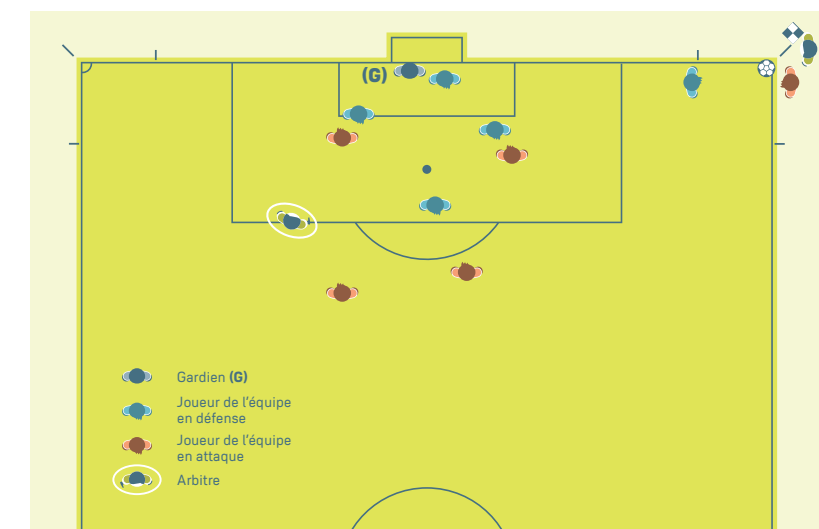 (G)
Gardien (G)
Joueur de l'équipe
en défense
Joueur de l'équipe
en attaque
Arbitre